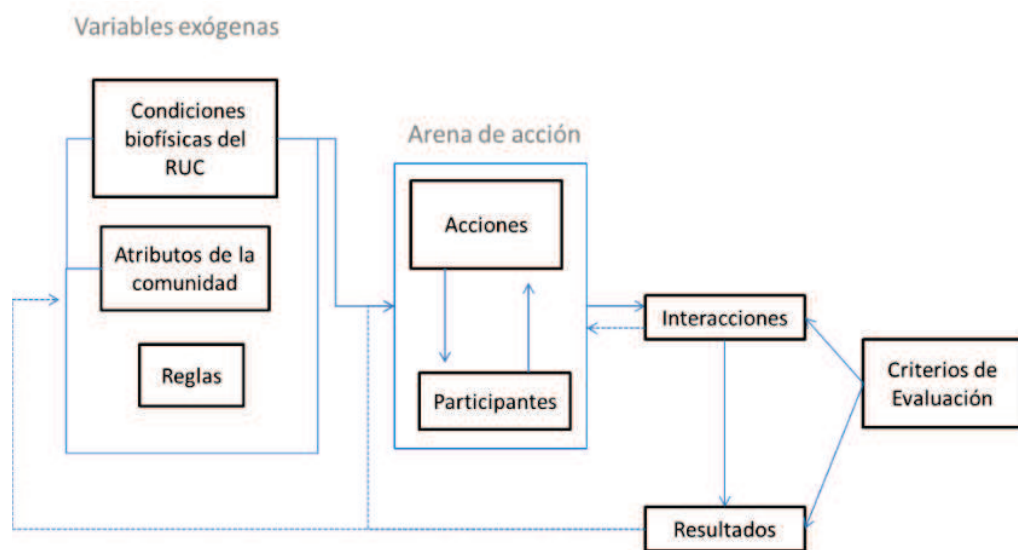 Variables exógenas
Condiciones
biofísicas del
RUC
Atributos de la
comunidad
Reglas
Arena de acción
Acciones
Participantes
Interacciones
Resultados
Criterios de
Evaluación